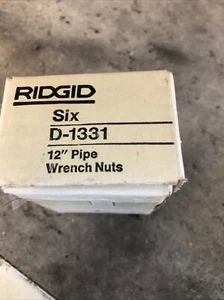 RIDGID
Six
D-1331
12" Pipe
Wrench Nuts